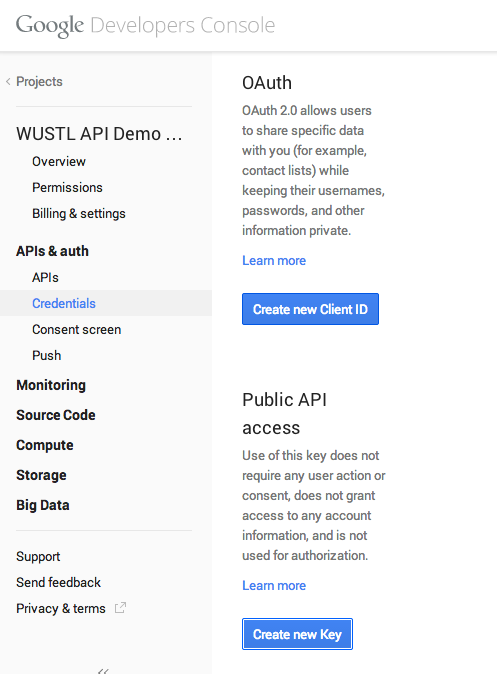 Google Developers Console
Projects
WUSTL API Demo ...
Overview
Permissions
Billing & settings
APIs & auth
APIs
Credentials
Consent screen
Push
Monitoring
Source Code
Compute
Storage
Big Data
Support
Send feedback
Privacy & terms
OAuth
OAuth 2.0 allows users
to share specific data
with you (for example,
contact lists) while
keeping their usernames,
passwords, and other
information private.
Learn more
Create new Client ID
Public API
access
Use of this key does not
require any user action or
consent, does not grant
access to any account
information, and is not
used for authorization.
Learn more
Create new Key